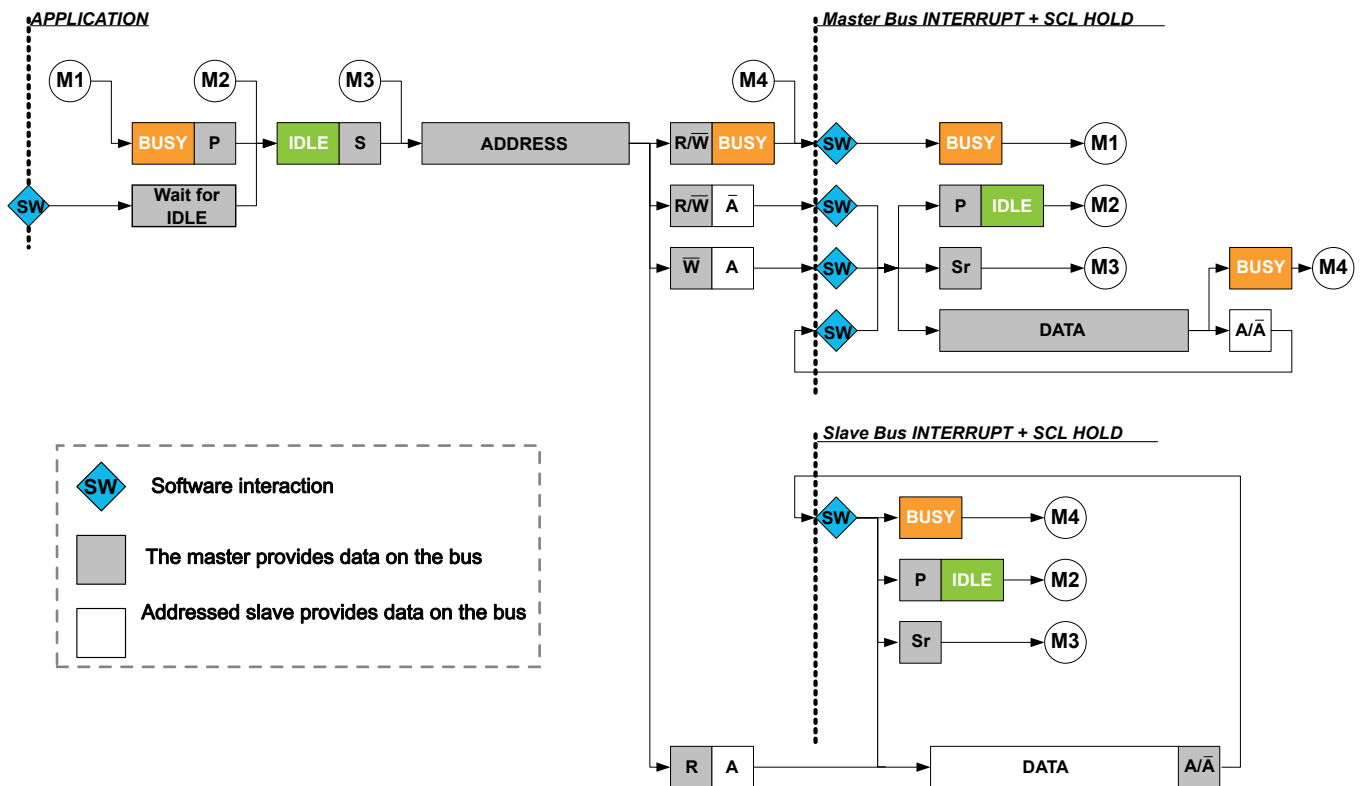 APPLICATION
Master Bus INTERRUPT + SCL HOLD
M1
M2
M3
M4
BUSY P
IDLE S
ADDRESS
R/W̅ BUSY
SW
BUSY
M1
SW
Wait for
IDLE
R/W̅ A̅
SW
P IDLE
M2
W̅ A
SW
Sr
M3
BUSY
M4
SW
DATA
A/A̅
Slave Bus INTERRUPT + SCL HOLD
SW
Software interaction
The master provides data on the bus
Addressed slave provides data on the bus
SW
BUSY
M4
P IDLE
M2
Sr
M3
R A
DATA
A/A̅